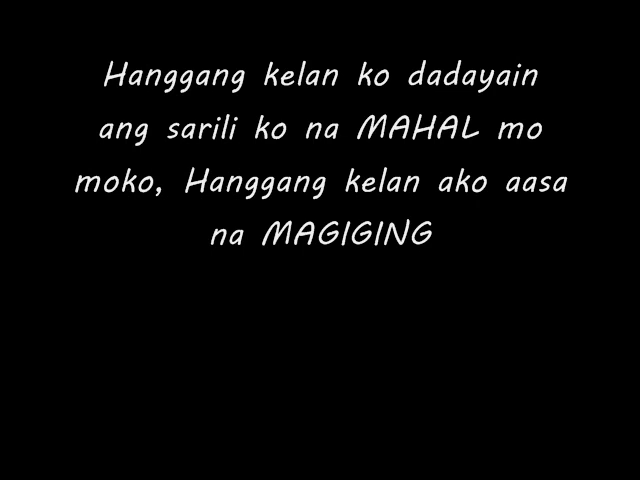 Hanggang kelan ko dadayain
ang sarili ko na MAHAL mo
moko, Hanggang kelan ako aasa
na MAGIGING